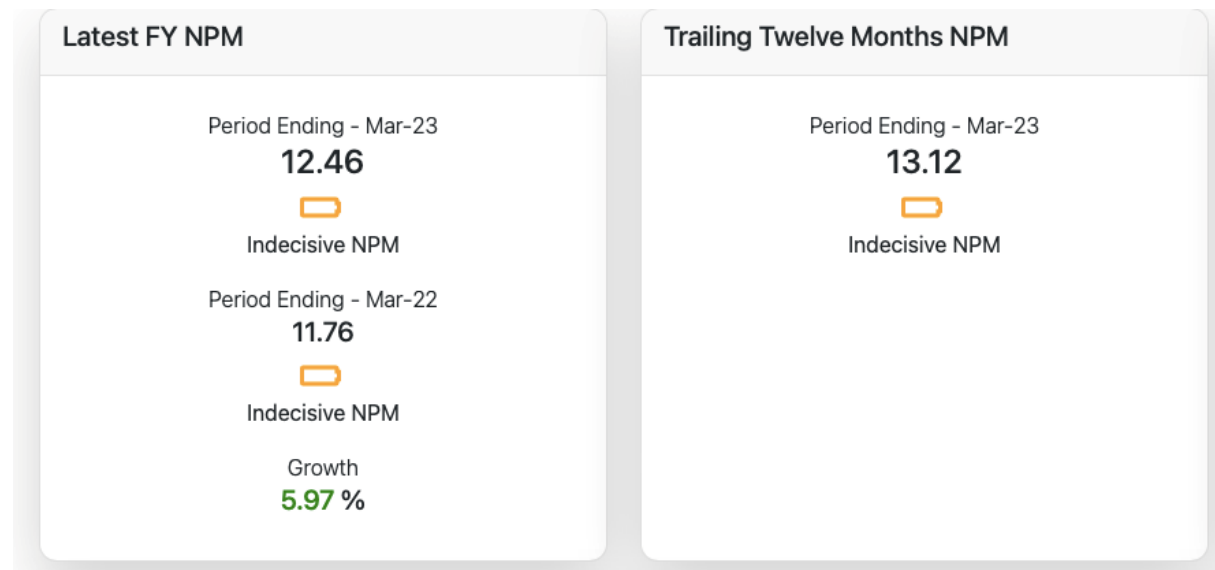 Latest FY NPM
Period Ending - Mar-23
12.46
Indecisive NPM
Period Ending - Mar-22
11.76
Indecisive NPM
Growth
5.97 %
Trailing Twelve Months NPM
Period Ending - Mar-23
13.12
Indecisive NPM